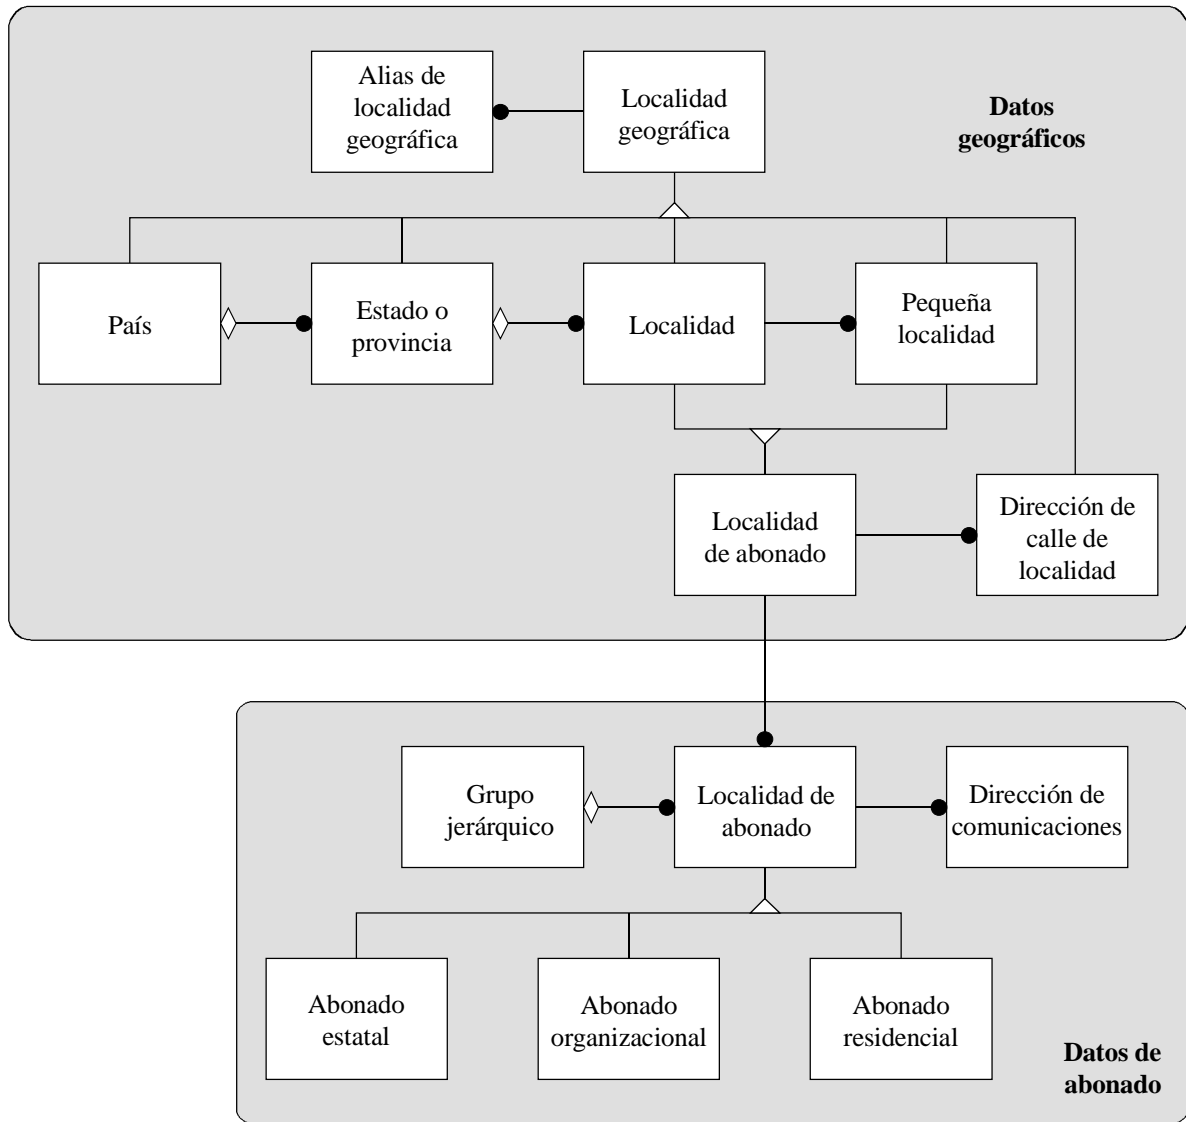 Alias de
localidad
geográfica
Localidad
geográfica
Datos
geográficos
País
Estado o
provincia
Localidad
Pequeña
localidad
Localidad
de abonado
Dirección de
calle de
localidad
Grupo
jerárquico
Localidad de
abonado
Dirección de
comunicaciones
Abonado
estatal
Abonado
organizacional
Abonado
residencial
Datos de
abonado